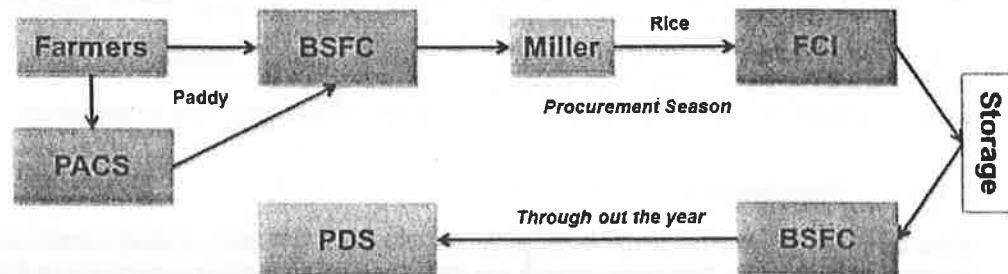 Farmers
BSFC
Miller
Rice
FCI
Paddy
Procurement Season
Storage
PACS
Through out the year
PDS
BSFC